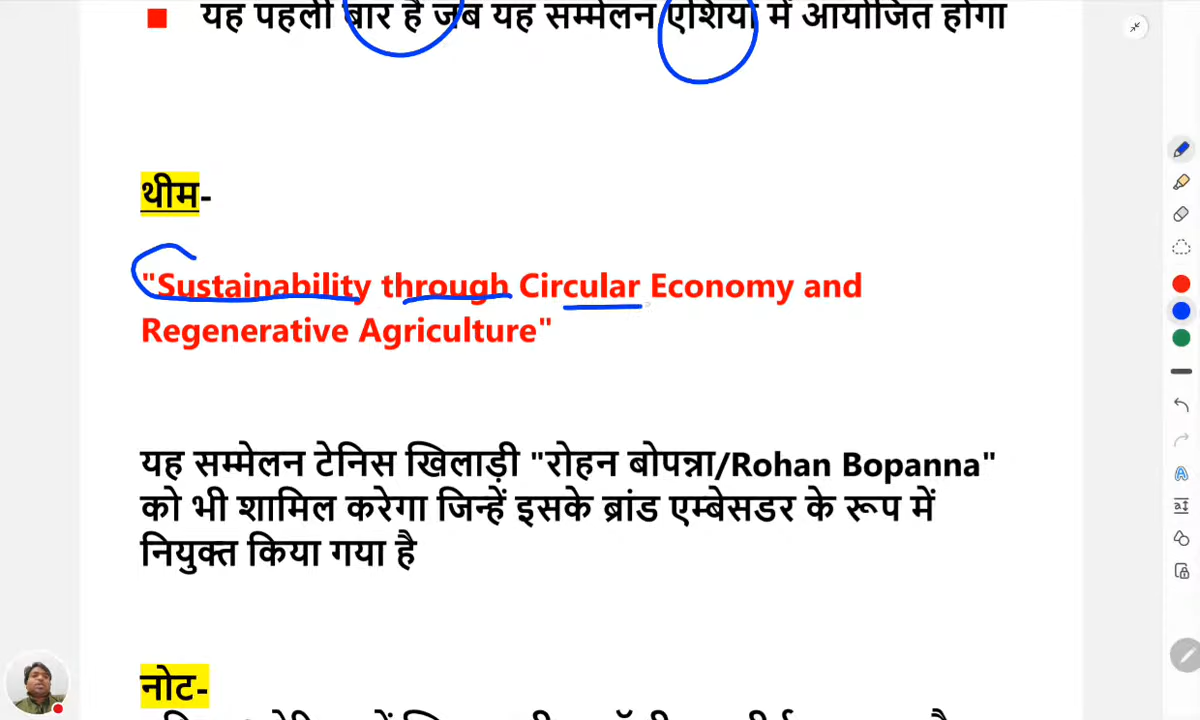 यह पहली बार है जब यह सम्मेलन एशिया में आयोजित होगा
थीम-
"Sustainability through Circular Economy and
Regenerative Agriculture"
यह सम्मेलन टेनिस खिलाड़ी "रोहन बोपन्ना/Rohan Bopanna"
को भी शामिल करेगा जिन्हें इसके ब्रांड एम्बेसडर के रूप में
नियुक्त किया गया है
नोट-